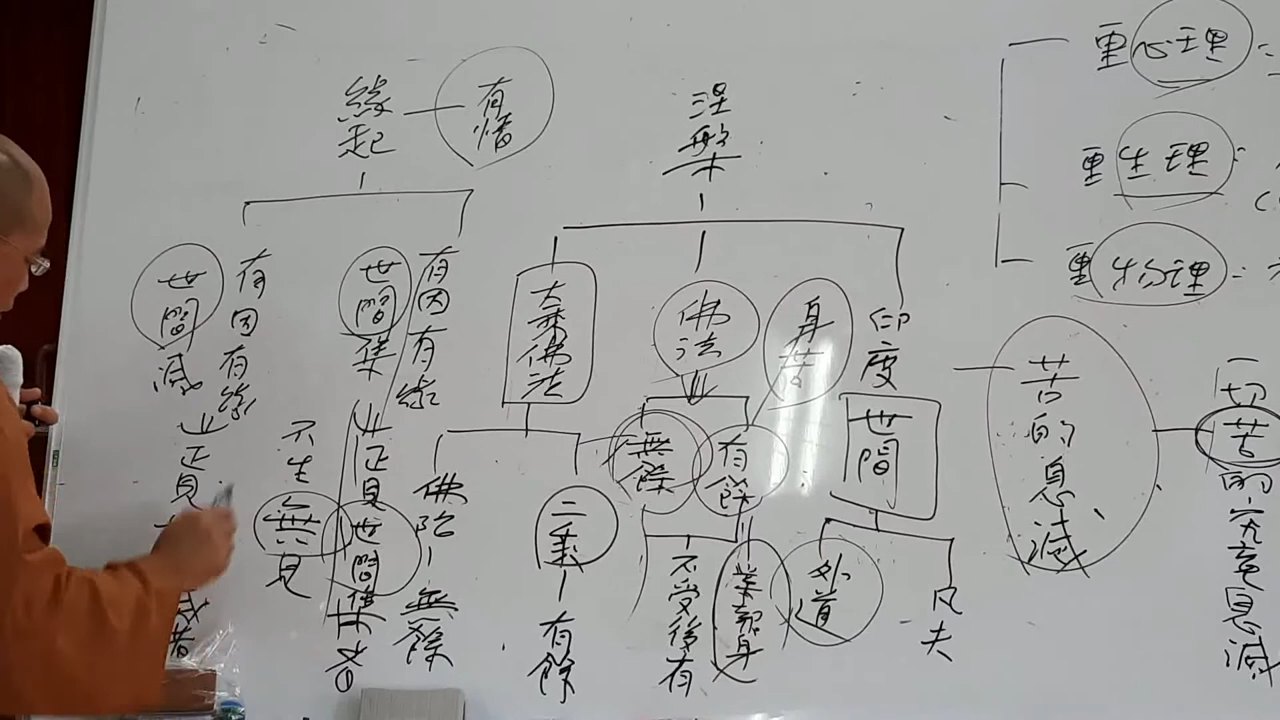 重心理
重生理
重物理
一切苦的究竟息滅
苦的息滅
涅槃
印度
世間
凡夫
外道
身苦
佛法
有餘
無餘
業報身
不受後有
大乘佛法
二乘-有餘
佛陀-無餘
緣起
有情
有因有緣
世間集
正見世間集者
不生無見
有因有緣
世間滅
正見
滅者